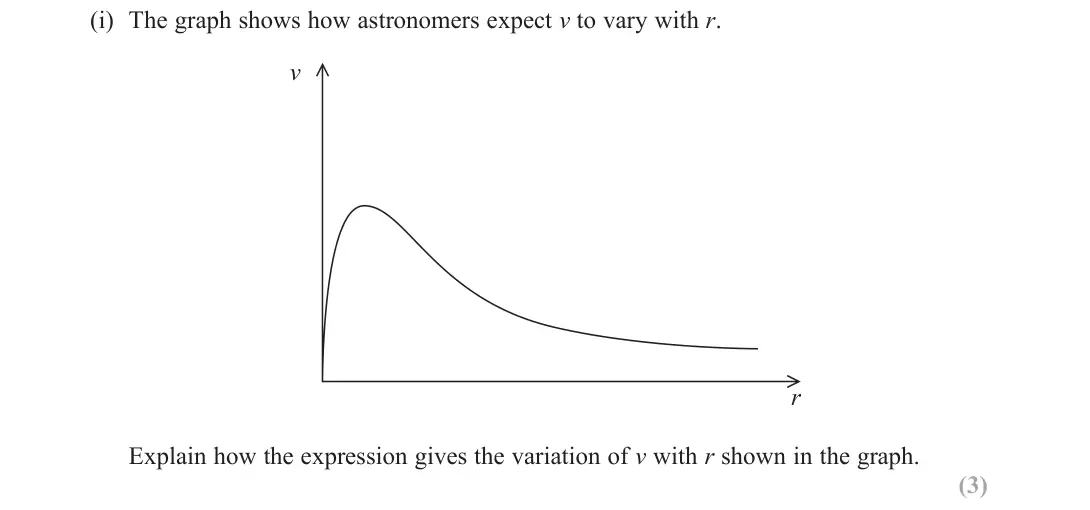 (i) The graph shows how astronomers expect v to vary with r.
v
r
Explain how the expression gives the variation of v with r shown in the graph.
(3)